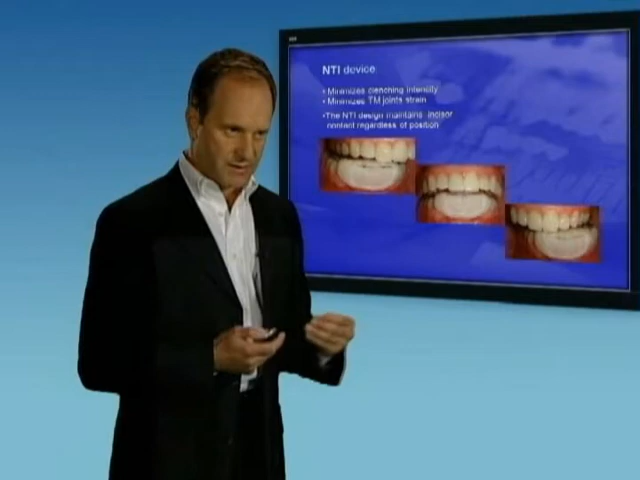 NTI device
• Minimizes clenching intensity
• Minimizes TM joints strain
• The NTI design maintains incisor
contact regardless of position